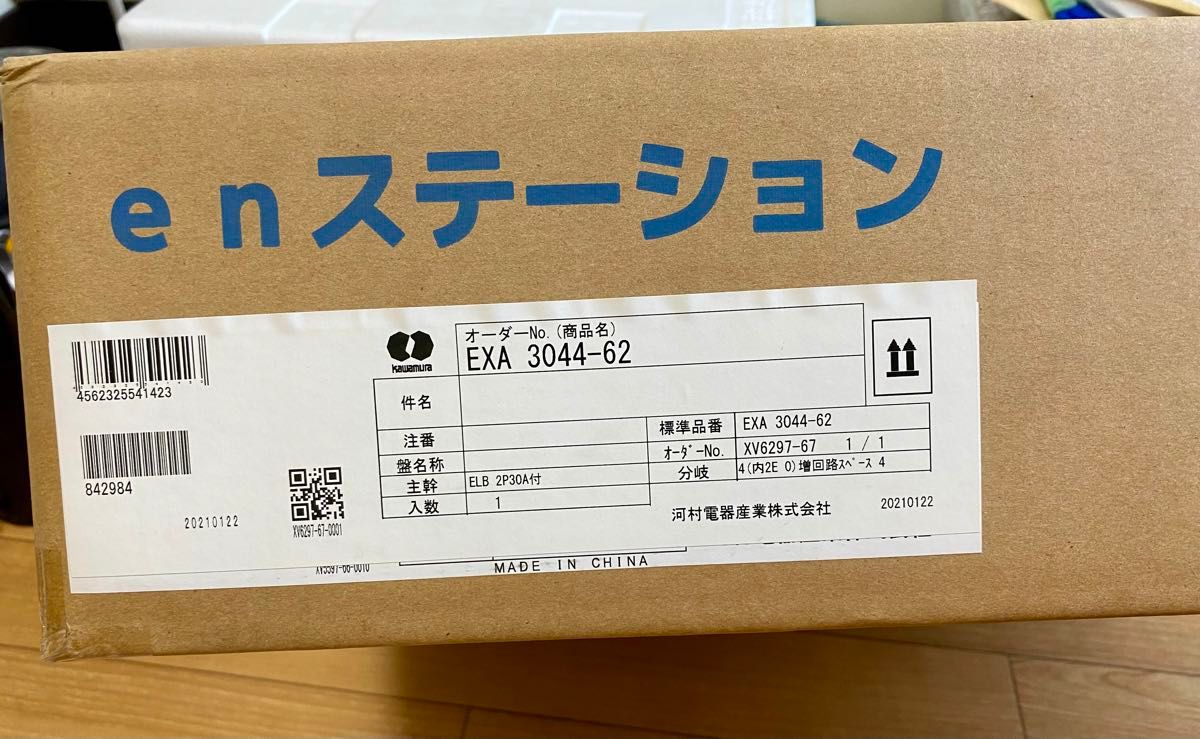 ｅｎステーション
4562325541423
842984
20210122
XV6297-67-0001
Kawamura
オーダーNo.(商品名)
EXA 3044-62
件名
注番
盤名称
主幹 ELB 2P30A付
入数 1
標準品番 EXA 3044-62
ｵｰﾀﾞｰNo. XV6297-67 1 / 1
分岐 4(内2E 0)増回路ｽﾍﾟｰｽ 4
河村電器産業株式会社 20210122
MADE IN CHINA